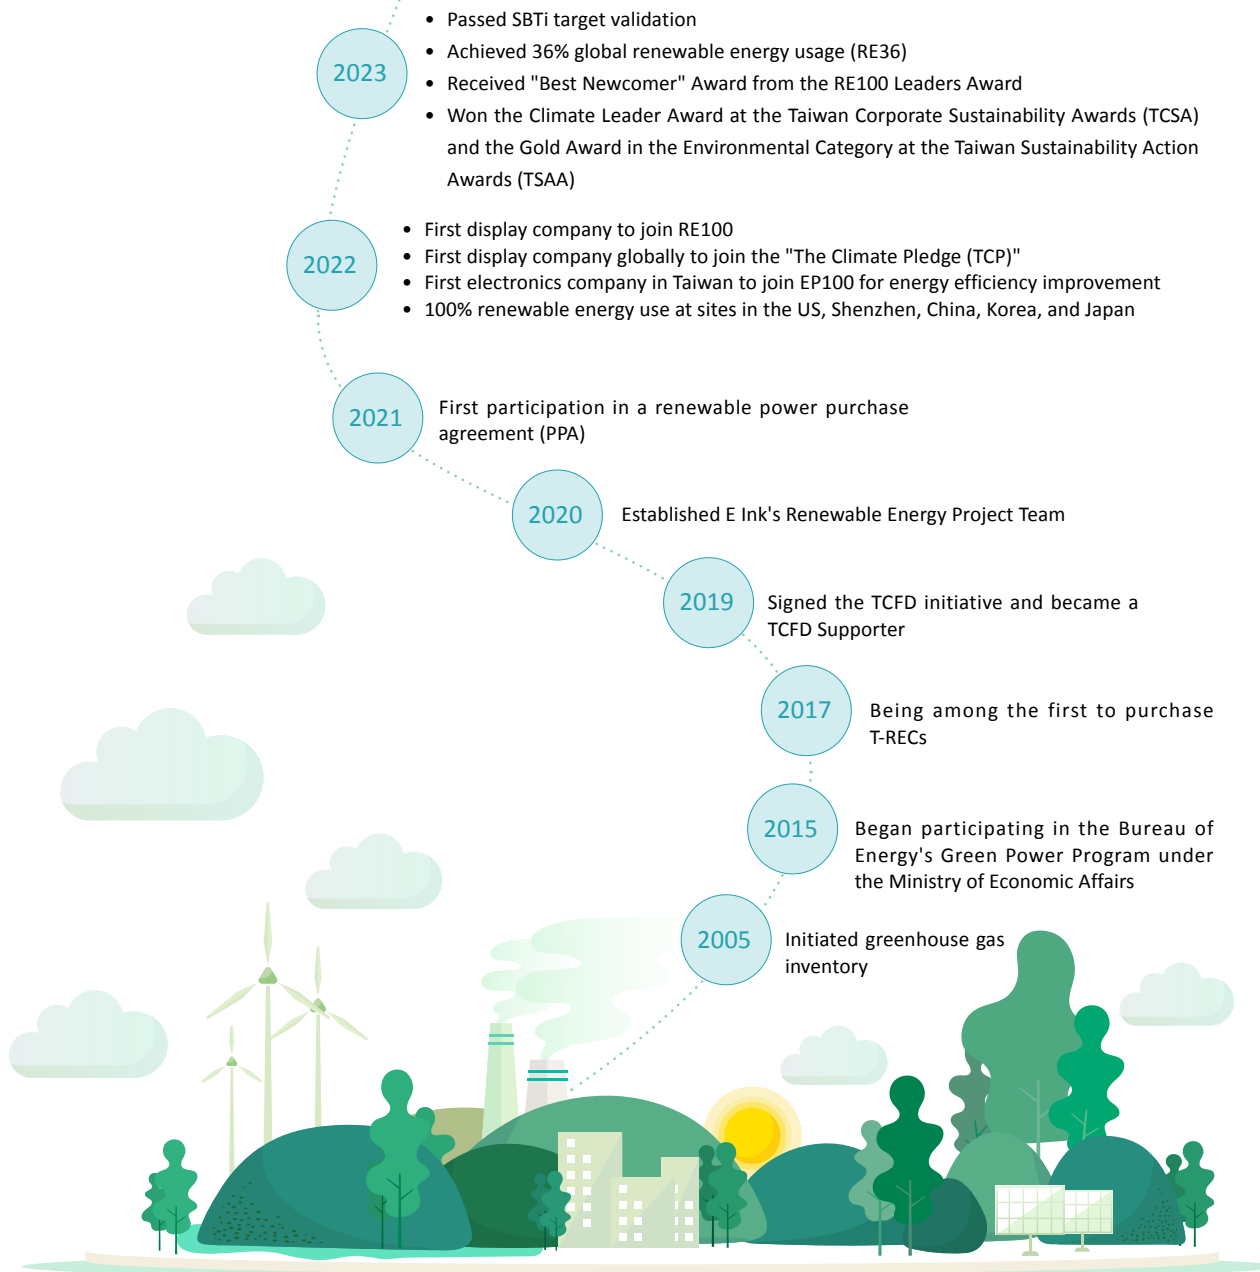 2023
• Passed SBTi target validation
• Achieved 36% global renewable energy usage (RE36)
• Received "Best Newcomer" Award from the RE100 Leaders Award
• Won the Climate Leader Award at the Taiwan Corporate Sustainability Awards (TCSA)
and the Gold Award in the Environmental Category at the Taiwan Sustainability Action
Awards (TSAA)
2022
• First display company to join RE100
• First display company globally to join the "The Climate Pledge (TCP)"
• First electronics company in Taiwan to join EP100 for energy efficiency improvement
• 100% renewable energy use at sites in the US, Shenzhen, China, Korea, and Japan
2021
First participation in a renewable power purchase
agreement (PPA)
2020
Established E Ink's Renewable Energy Project Team
2019
Signed the TCFD initiative and became a
TCFD Supporter
2017
Being among the first to purchase
T-RECs
2015
Began participating in the Bureau of
Energy's Green Power Program under
the Ministry of Economic Affairs
2005
Initiated greenhouse gas
inventory